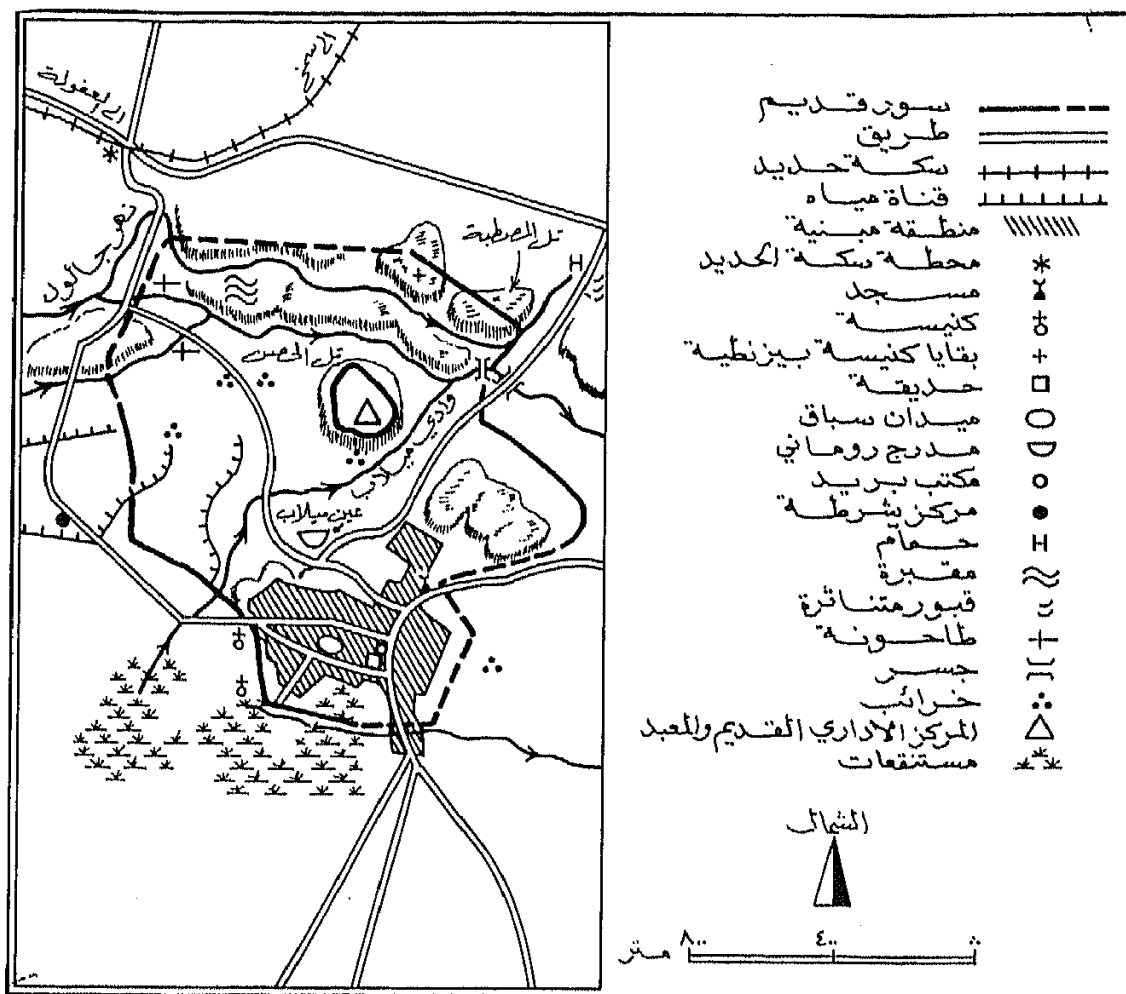 الى العفولة
نهر جالود
تل المصطبة
تل الحصن
وادي ميلاب
عين ميلاب
سور قديم
طريق
سكة حديد
قناة مياه
منطقة مبنية
محطة سكة الحديد
مسجد
كنيسة
بقايا كنيسة بيزنطية
حديقة
ميدان سباق
مدرج روماني
مكتب بريد
مركز شرطة
حمام
مقبرة
قبور متناثرة
طاحونة
جسر
خرائب
المركز الاداري القديم والمعبد
مستنقعات
الشمال
٨٠٠ ٤٠٠ ٠ متر